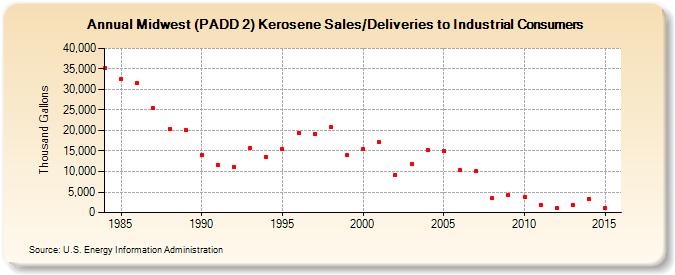 Annual Midwest (PADD 2) Kerosene Sales/Deliveries to Industrial Consumers
Thousand Gallons
40,000
35,000
30,000
25,000
20,000
15,000
10,000
5,000
0
1985 1990 1995 2000 2005 2010 2015
Source: U.S. Energy Information Administration